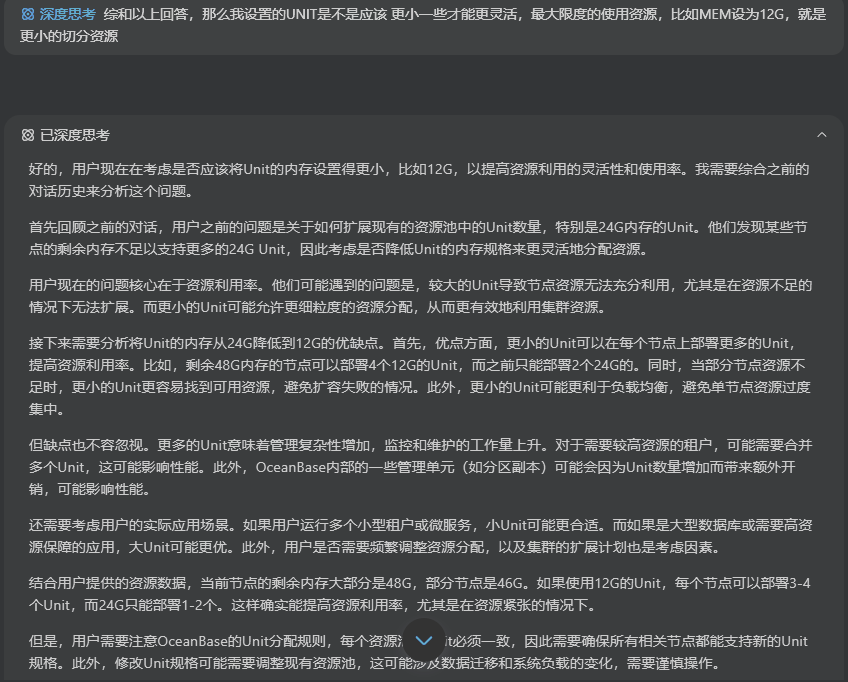 深度思考 综和以上回答，那么我设置的UNIT是不是应该 更小一些才能更灵活，最大限度的使用资源，比如MEM设为12G，就是
更小的切分资源
已深度思考
好的，用户现在在考虑是否应该将Unit的内存设置得更小，比如12G，以提高资源利用的灵活性和使用率。我需要综合之前的
对话历史来分析这个问题。
首先回顾之前的对话，用户之前的问题是关于如何扩展现有的资源池中的Unit数量，特别是24G内存的Unit。他们发现某些节
点的剩余内存不足以支持更多的24G Unit，因此考虑是否降低Unit的内存规格来更灵活地分配资源。
用户现在的问题核心在于资源利用率。他们可能遇到的问题是，较大的Unit导致节点资源无法充分利用，尤其是在资源不足的
情况下无法扩展。而更小的Unit可能允许更细粒度的资源分配，从而更有效地利用集群资源。
接下来需要分析将Unit的内存从24G降低到12G的优缺点。首先，优点方面，更小的Unit可以在每个节点上部署更多的Unit，
提高资源利用率。比如，剩余48G内存的节点可以部署4个12G的Unit，而之前只能部署2个24G的。同时，当部分节点资源不
足时，更小的Unit更容易找到可用资源，避免扩容失败的情况。此外，更小的Unit可能更利于负载均衡，避免单节点资源过度
集中。
但缺点也不容忽视。更多的Unit意味着管理复杂性增加，监控和维护的工作量上升。对于需要较高资源的租户，可能需要合并
多个Unit，这可能影响性能。此外，OceanBase内部的一些管理单元（如分区副本）可能会因为Unit数量增加而带来额外开
销，可能影响性能。
还需要考虑用户的实际应用场景。如果用户运行多个小型租户或微服务，小Unit可能更合适。而如果是大型数据库或需要高资
源保障的应用，大Unit可能更优。此外，用户是否需要频繁调整资源分配，以及集群的扩展计划也是考虑因素。
结合用户提供的资源数据，当前节点的剩余内存大部分是48G，部分节点是46G。如果使用12G的Unit，每个节点可以部署3-4
个Unit，而24G只能部署1-2个。这样确实能提高资源利用率，尤其是在资源紧张的情况下。
但是，用户需要注意OceanBase的Unit分配规则，每个资源 it必须一致，因此需要确保所有相关节点都能支持新的Unit
规格。此外，修改Unit规格可能需要调整现有资源池，这可能涉及数据迁移和系统负载的变化，需要谨慎操作。